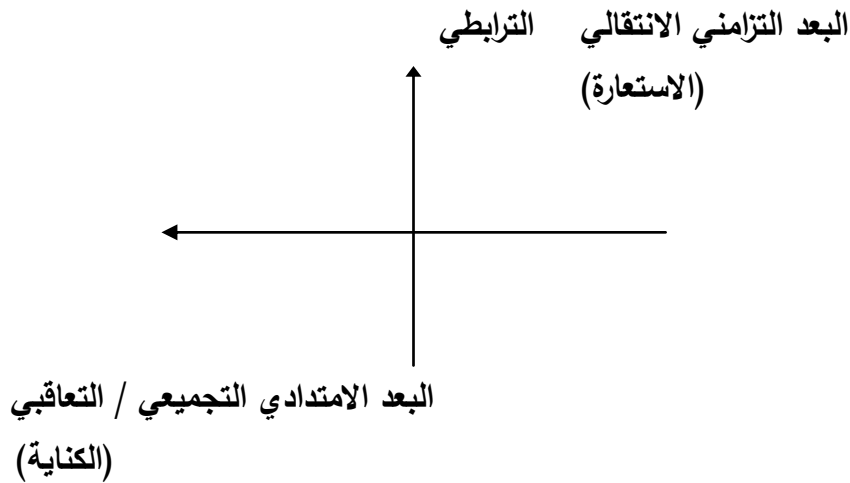 البعد التزامني الانتقالي الترابطي
(الاستعارة)
البعد الامتدادي التجميعي / التعاقبي
(الكناية)